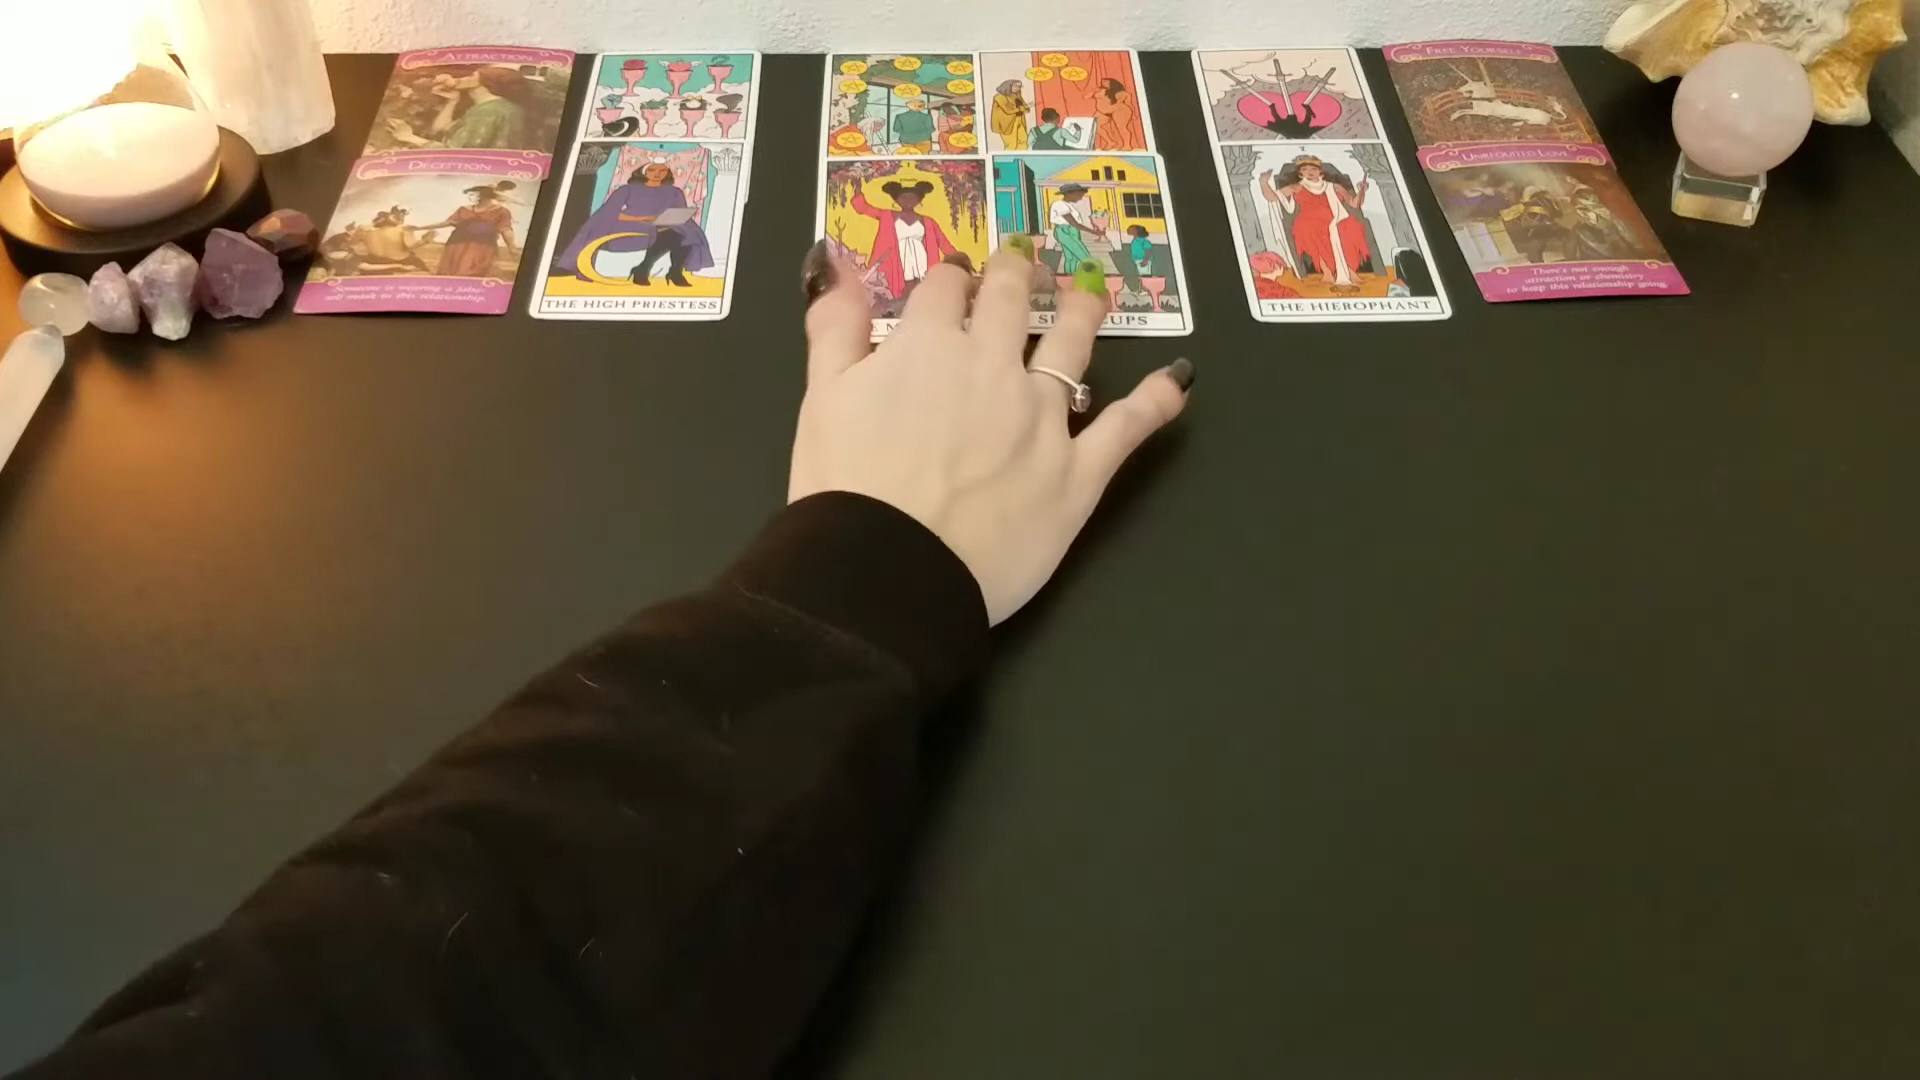 ATTRACTION
DECEPTION
Someone is wearing a false-
self mask in this relationship.
THE HIGH PRIESTESS
CUPS
THE HIEROPHANT
FREE YOURSELF
UNREQUITED LOVE
There's not enough
attraction or chemistry
to keep this relationship going.